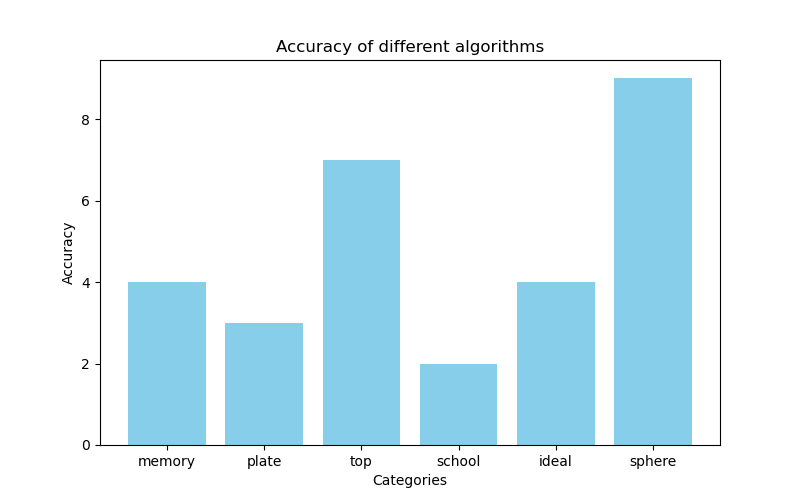 Accuracy of different algorithms
Accuracy
8
6
4
2
0
memory plate top school ideal sphere
Categories